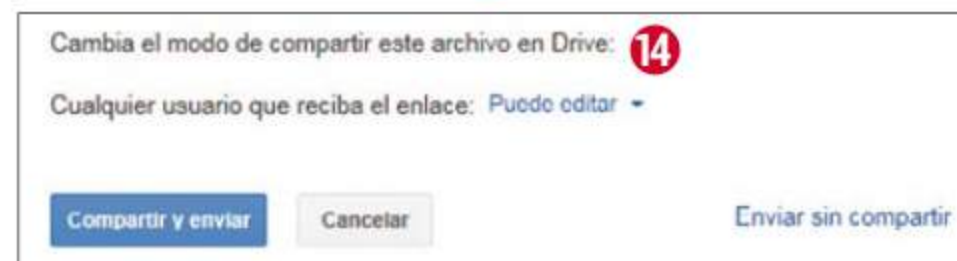 Cambia el modo de compartir este archivo en Drive: 14
Cualquier usuario que reciba el enlace: Puede editar
Compartir y enviar Cancelar Enviar sin compartir